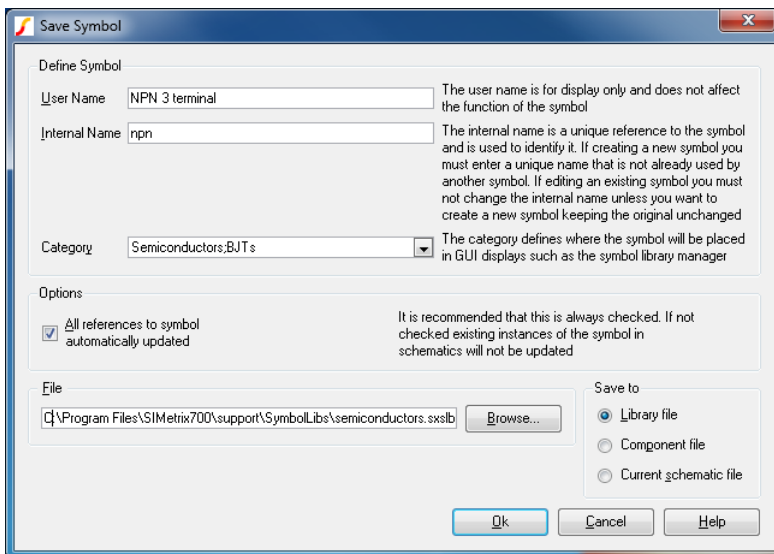 Save Symbol
Define Symbol
User Name
NPN 3 terminal
The user name is for display only and does not affect
the function of the symbol
Internal Name
npn
The internal name is a unique reference to the symbol
and is used to identify it. If creating a new symbol you
must enter a unique name that is not already used by
another symbol. If editing an existing symbol you must
not change the internal name unless you want to
create a new symbol keeping the original unchanged
Category
Semiconductors;BJTs
The category defines where the symbol will be placed
in GUI displays such as the symbol library manager
Options
All references to symbol
automatically updated
It is recommended that this is always checked. If not
checked existing instances of the symbol in
schematics will not be updated
File
C:\Program Files\SIMetrix700\support\SymbolLibs\semiconductors.sxslb
Browse...
Save to
Library file
Component file
Current schematic file
Ok
Cancel
Help